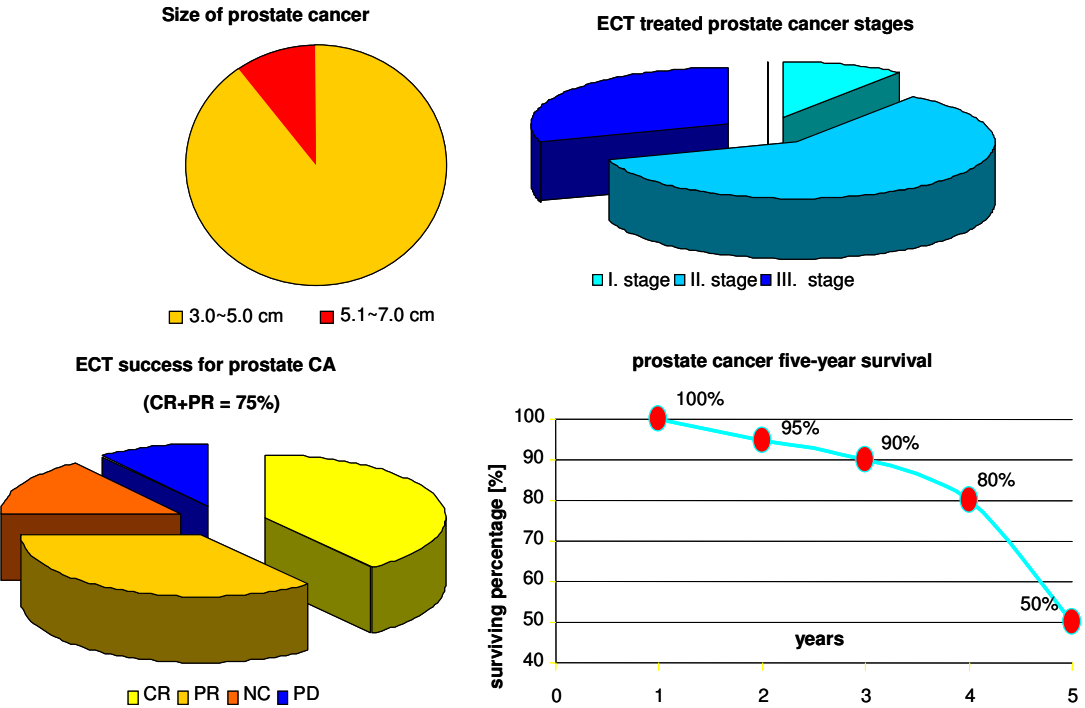 Size of prostate cancer
3.0~5.0 cm 5.1~7.0 cm
ECT treated prostate cancer stages
I. stage II. stage III. stage
ECT success for prostate CA
(CR+PR = 75%)
CR PR NC PD
prostate cancer five-year survival
surviving percentage [%]
100
90
80
70
60
50
40
100%
95%
90%
80%
50%
years
0 1 2 3 4 5